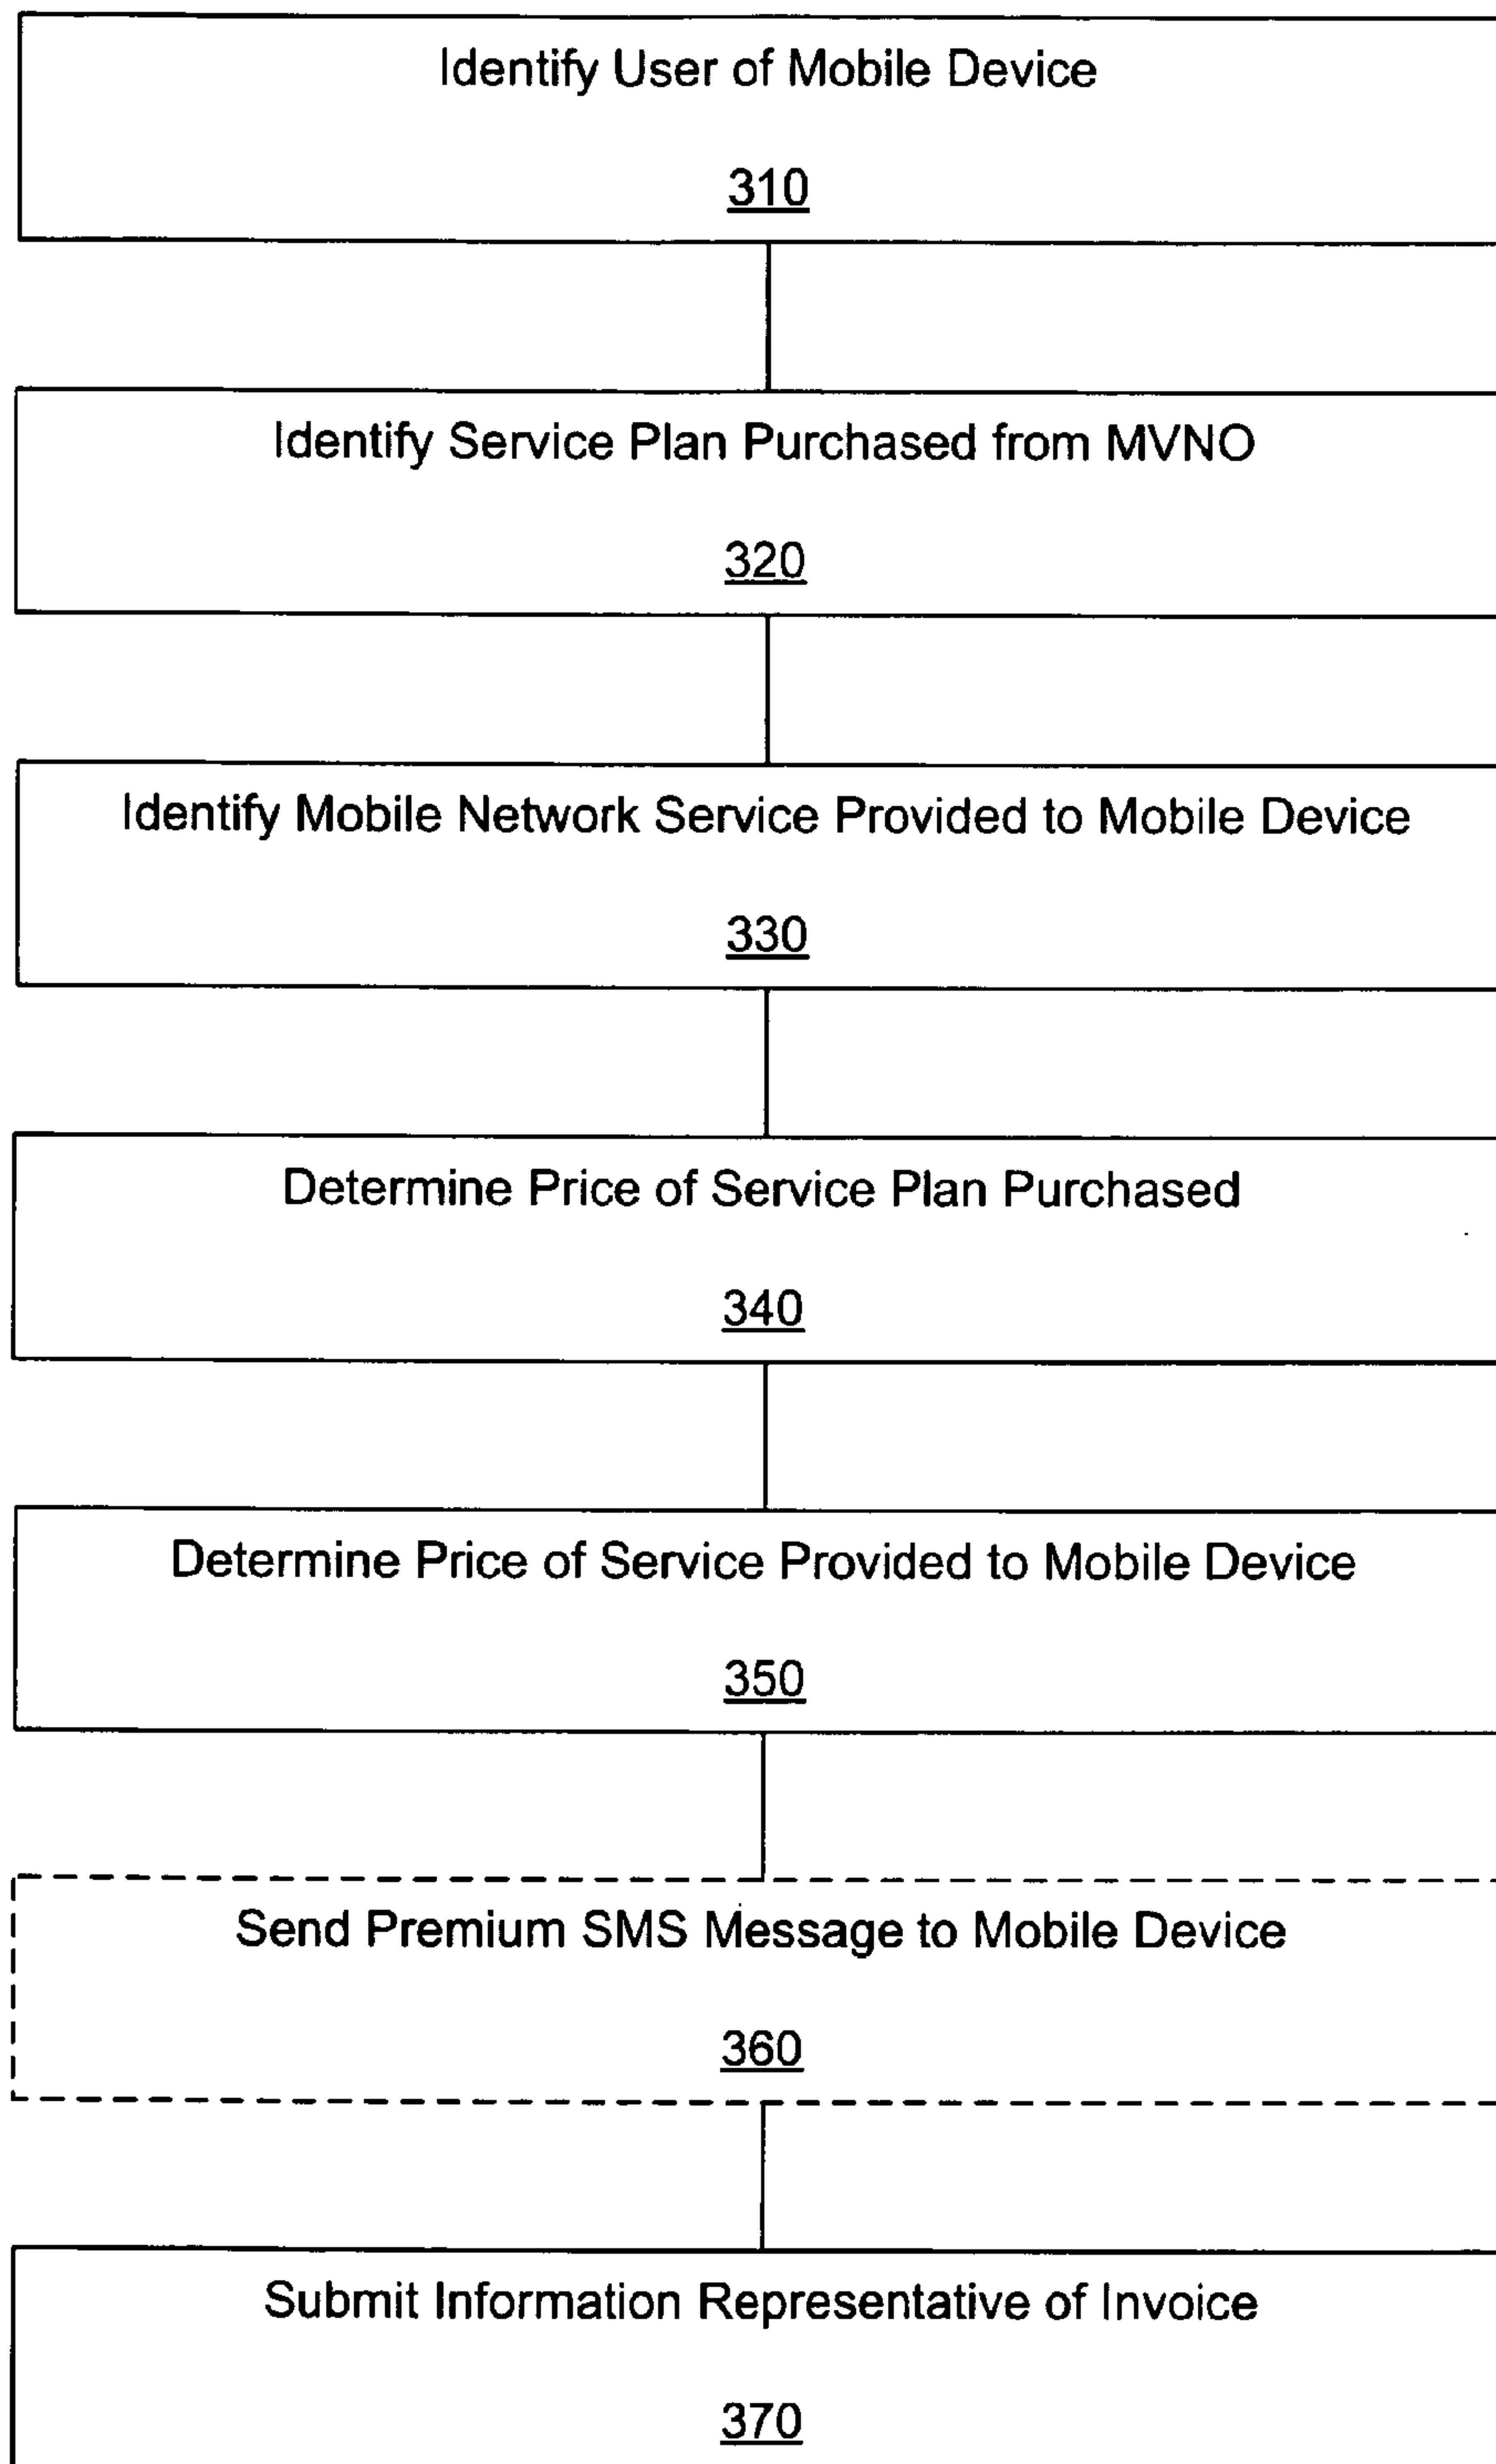 Identify User of Mobile Device
310
Identify Service Plan Purchased from MVNO
320
Identify Mobile Network Service Provided to Mobile Device
330
Determine Price of Service Plan Purchased
340
Determine Price of Service Provided to Mobile Device
350
Send Premium SMS Message to Mobile Device
360
Submit Information Representative of Invoice
370